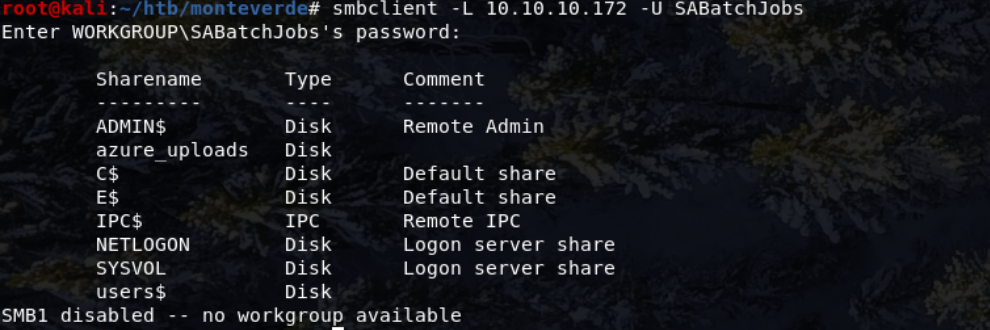 root@kali:~/htb/monteverde# smbclient -L 10.10.10.172 -U SABatchJobs
Enter WORKGROUP\SABatchJobs's password:
Sharename Type Comment
--------- ---- -------
ADMIN$ Disk Remote Admin
azure_uploads Disk
C$ Disk Default share
E$ Disk Default share
IPC$ IPC Remote IPC
NETLOGON Disk Logon server share
SYSVOL Disk Logon server share
users$ Disk
SMB1 disabled -- no workgroup available